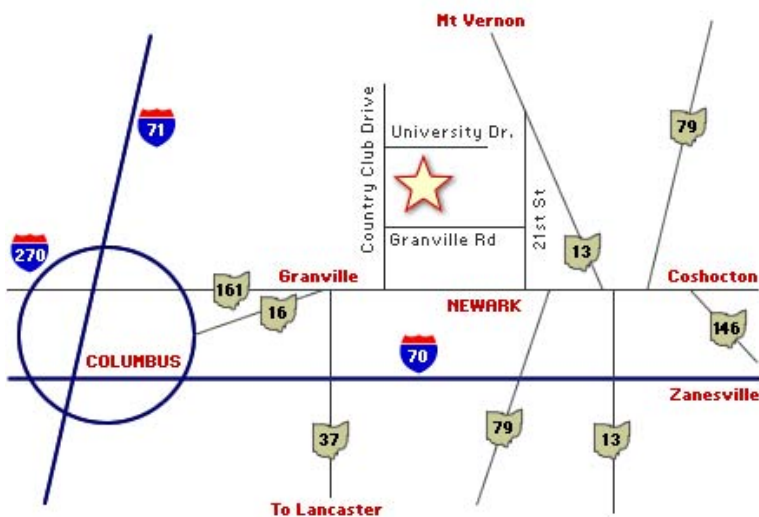 Mt Vernon
71
Country Club Drive
University Dr.
79
21st St
Granville Rd
270
13
161
Granville
Coshocton
16
NEWARK
146
COLUMBUS
70
Zanesville
37
79
13
To Lancaster